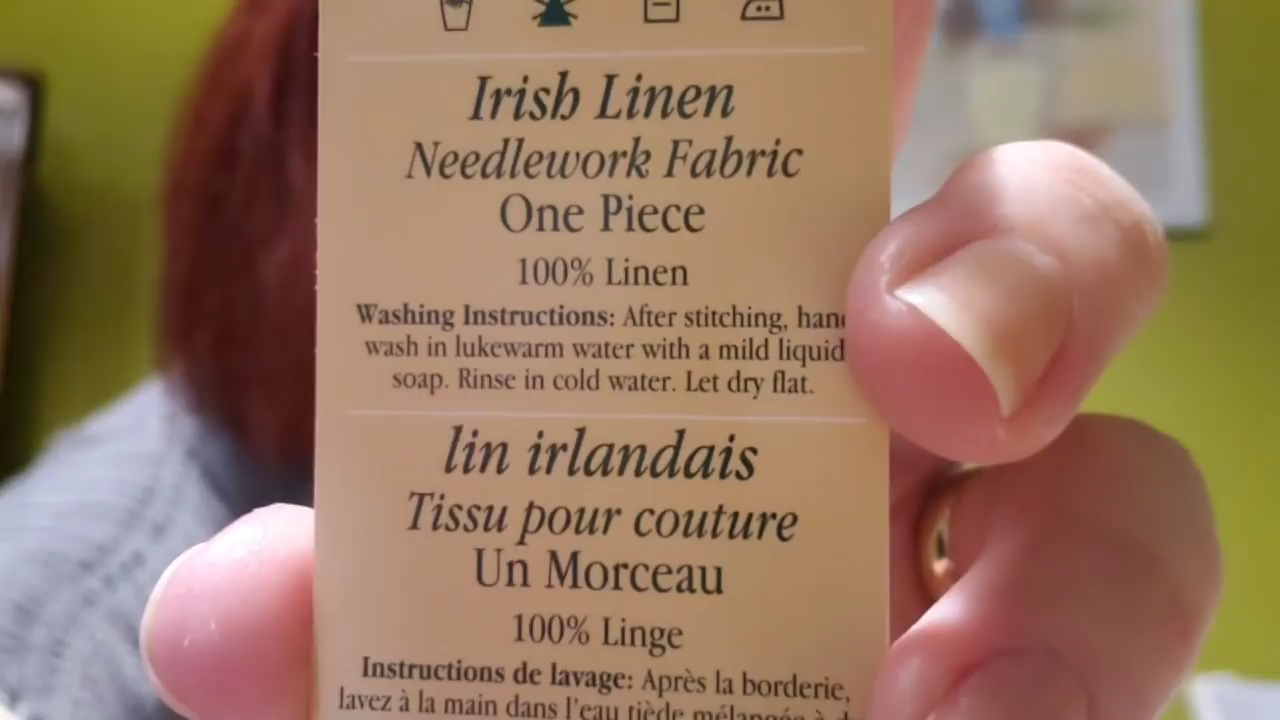 Irish Linen
Needlework Fabric
One Piece
100% Linen
Washing Instructions: After stitching,
wash in lukewarm water with a mild liquid
soap. Rinse in cold water. Let dry flat.
lin irlandais
Tissu pour couture
Un Morceau
100% Linge
Instructions de lavage: Après la borderie,
lavez à la main dans l'eau tiède mélangée à